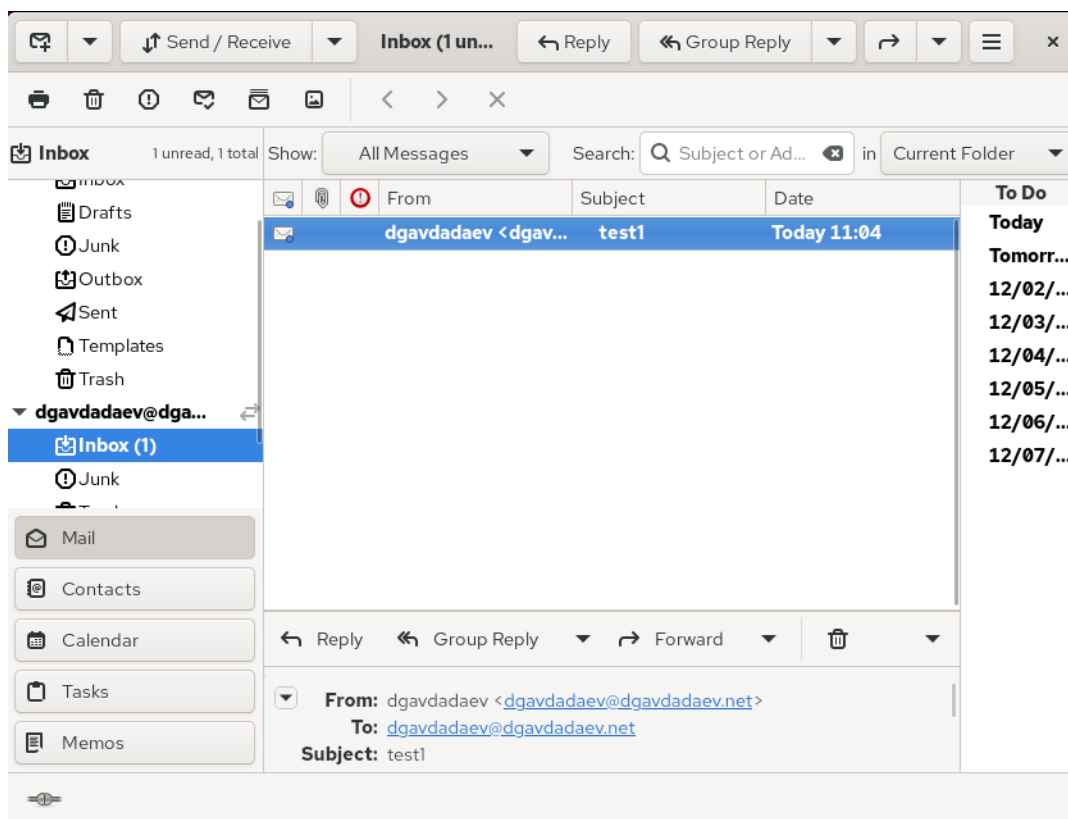 Send / Receive Inbox (1 un... Reply Group Reply
Inbox 1 unread, 1 total Show: All Messages Search: Subject or Ad... in Current Folder
Inbox
Drafts
Junk
Outbox
Sent
Templates
Trash
dgavdadaev@dga...
Inbox (1)
Junk
Mail
Contacts
Calendar
Tasks
Memos
From Subject Date
dgavdadaev <dgav... test1 Today 11:04
Reply Group Reply Forward
From: dgavdadaev <dgavdadaev@dgavdadaev.net>
To: dgavdadaev@dgavdadaev.net
Subject: test1
To Do
Today
Tomorr...
12/02/...
12/03/...
12/04/...
12/05/...
12/06/...
12/07/...